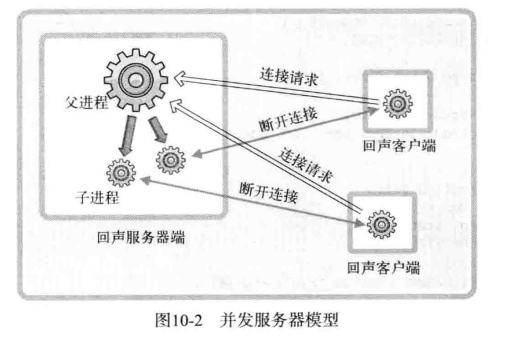 连接请求
父进程
断开连接
回声客户端
连接请求
子进程
断开连接
回声服务器端
回声客户端
图10-2 并发服务器模型